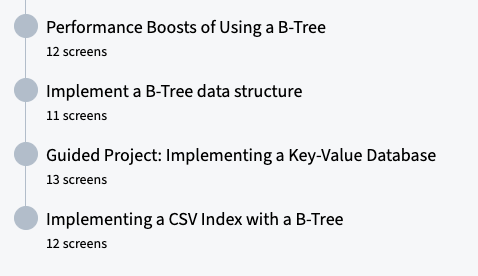 Performance Boosts of Using a B-Tree
12 screens
Implement a B-Tree data structure
11 screens
Guided Project: Implementing a Key-Value Database
13 screens
Implementing a CSV Index with a B-Tree
12 screens